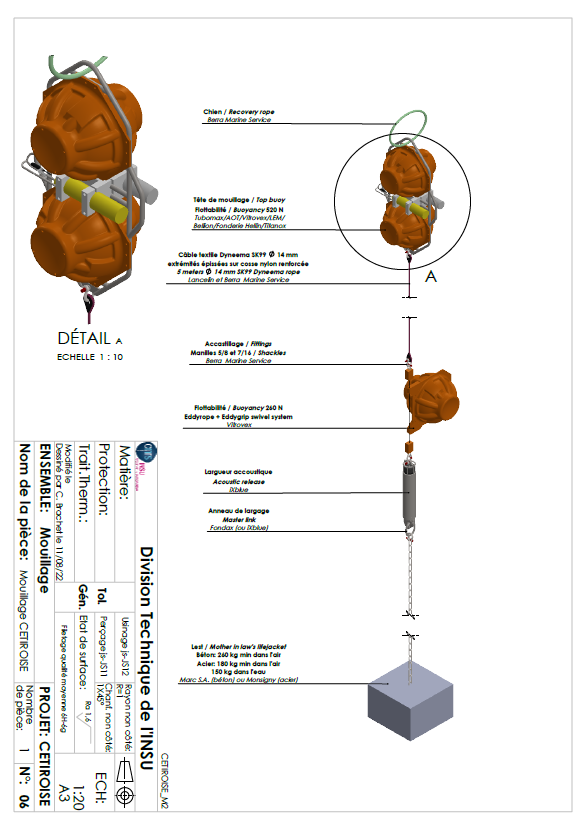 Chien / Recovery rope
Berra Marine Service
Tête de mouillage / Top buoy
Flottabilité / Buoyancy 520 N
Tubomax/AOT/Vitrovex/LEM/
Bellion/Fonderie Hellin/Titanox
Câble textile Dyneema SK99 Ø 14 mm
extrémités épissées sur cosse nylon renforcée
5 meters Ø 14 mm SK99 Dyneema rope
Lancelin et Berra Marine Service
A
DÉTAIL A
ECHELLE 1 : 10
Accastillage / Fittings
Manilles 5/8 et 7/16 / Shackles
Berra Marine Service
Flottabilité / Buoyancy 260 N
Eddyrope + Eddygrip swivel system
Vitrovex
Largueur accoustique
Acoustic release
iXblue
Anneau de largage
Master link
Fondax (ou iXblue)
Lest / Mother in law's lifejacket
Béton: 260 kg min dans l'air
Acier: 180 kg min dans l'air
150 kg dans l'eau
Marc S.A. (béton) ou Monsigny (acier)
CETIROISE_M2
Division Technique de l'INSU
CNRS
INSU
Matière:
Protection:
Trait.Therm.:
Modifié le
Dessiné par C. Brachet le 11/08/22
ENSEMBLE: Mouillage
Nom de la pièce: Mouillage CETIROISE
Tol.
Gén.
Usinage js-JS12
Perçage js-JS11
Rayon non côté:
R=1
Chanf. non côté:
1X45°
Etat de surface:
Ra 1,6
Filetage qualité moyenne 6H-6g
ECH:
1:20
A3
PROJET: CETIROISE
Nombre
de pièce:
1
N°: 06